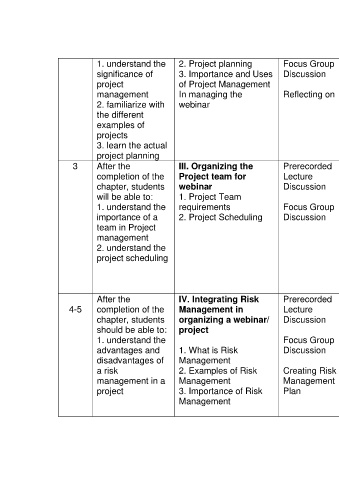 1. understand the
significance of
project
management
2. familiarize with
the different
examples of
projects
3. learn the actual
project planning
2. Project planning
3. Importance and Uses
of Project Management
In managing the
webinar
Focus Group
Discussion
Reflecting on
3
After the
completion of the
chapter, students
will be able to:
1. understand the
importance of a
team in Project
management
2. understand the
project scheduling
III. Organizing the
Project team for
webinar
1. Project Team
requirements
2. Project Scheduling
Prerecorded
Lecture
Discussion
Focus Group
Discussion
4-5
After the
completion of the
chapter, students
should be able to:
1. understand the
advantages and
disadvantages of
a risk
management in a
project
IV. Integrating Risk
Management in
organizing a webinar/
project
1. What is Risk
Management
2. Examples of Risk
Management
3. Importance of Risk
Management
Prerecorded
Lecture
Discussion
Focus Group
Discussion
Creating Risk
Management
Plan